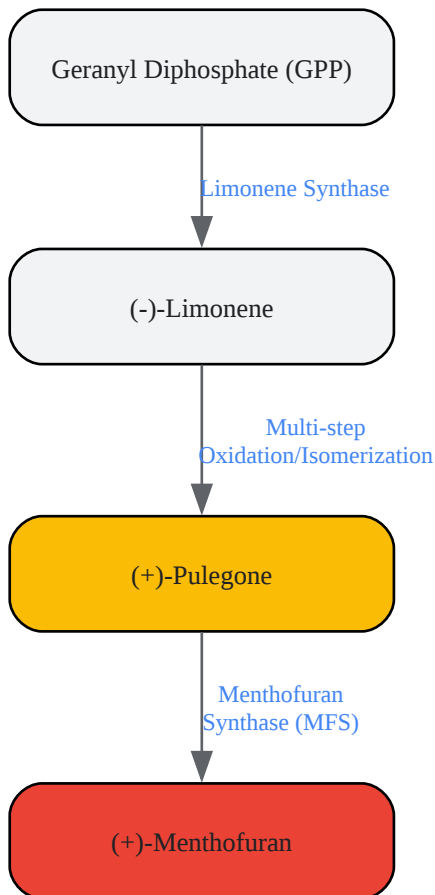 Geranyl Diphosphate (GPP)
Limonene Synthase
(-)-Limonene
Multi-step
Oxidation/Isomerization
(+)-Pulegone
Menthofuran
Synthase (MFS)
(+)-Menthofuran